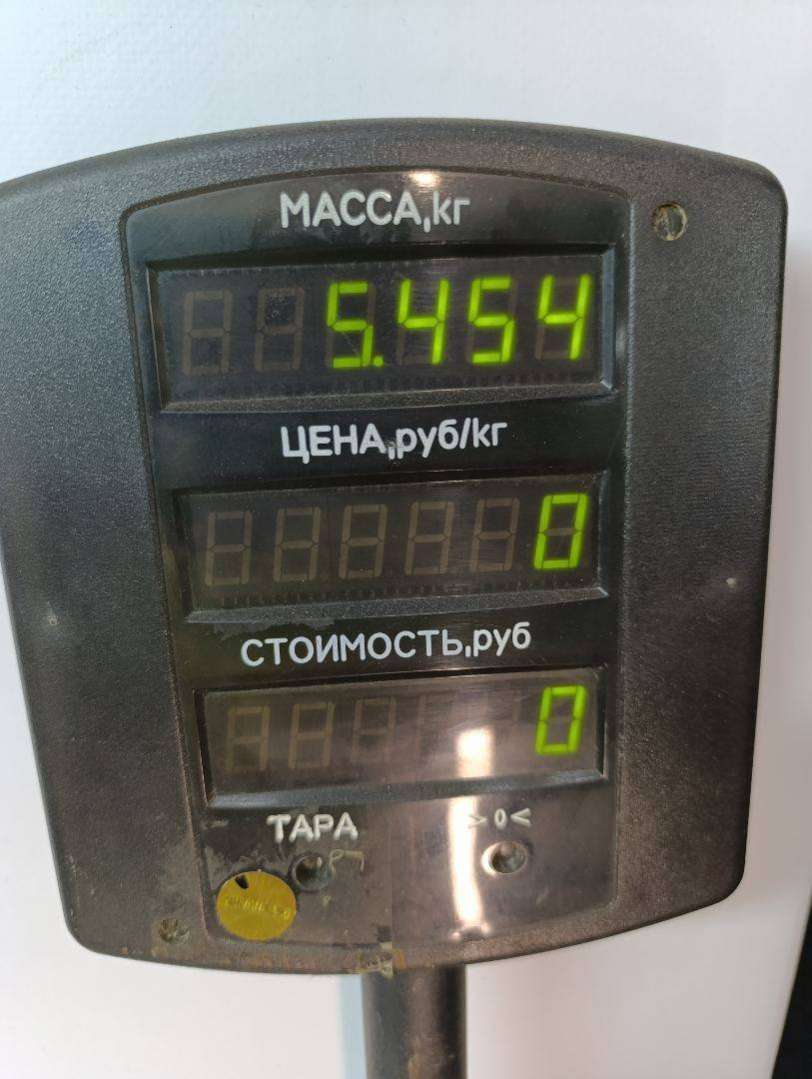 МАССА,кг
5.454
ЦЕНА,руб/кг
0
СТОИМОСТЬ,руб
0
ТАРА >0<